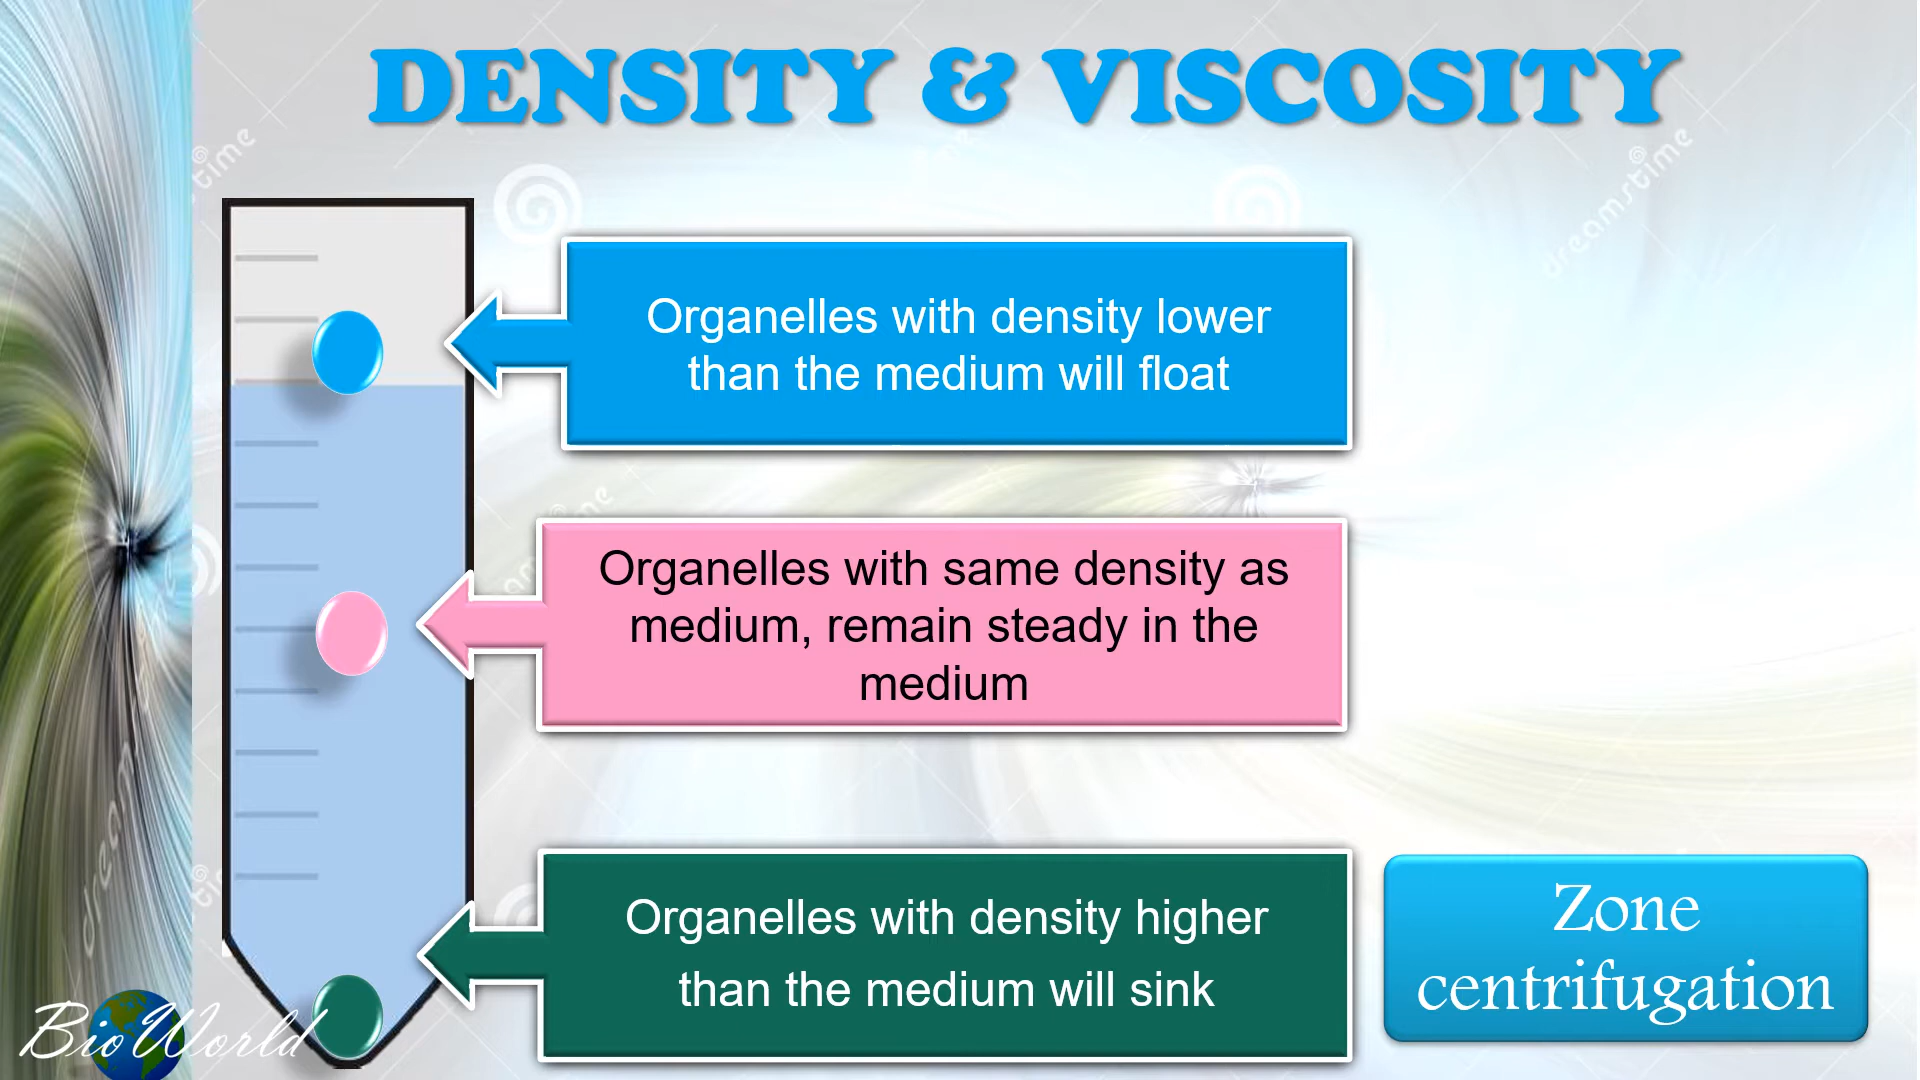 DENSITY & VISCOSITY
Organelles with density lower
than the medium will float
Organelles with same density as
medium, remain steady in the
medium
Organelles with density higher
than the medium will sink
Zone
centrifugation
BioWorld
dreamstime